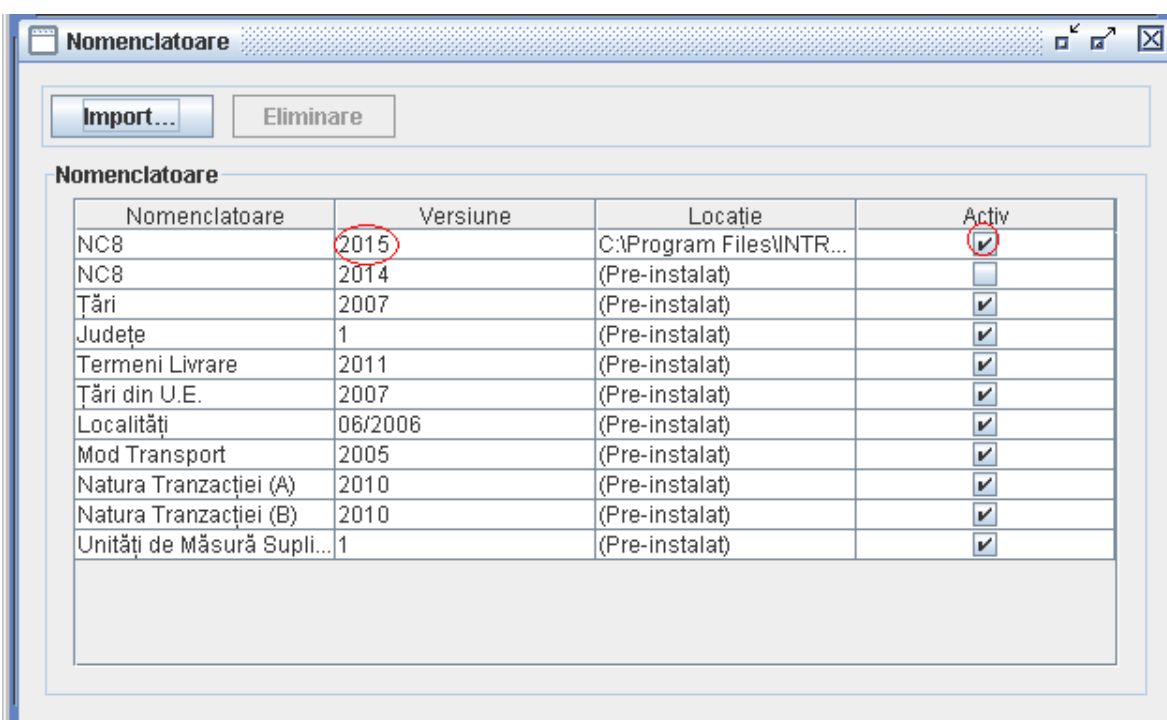 Nomenclatoare
Import... Eliminare
Nomenclatoare
Nomenclatoare Versiune Locație Activ
NC8 2015 C:\Program Files\INTR...
NC8 2014 (Pre-instalat)
Țări 2007 (Pre-instalat)
Județe 1 (Pre-instalat)
Termeni Livrare 2011 (Pre-instalat)
Țări din U.E. 2007 (Pre-instalat)
Localități 06/2006 (Pre-instalat)
Mod Transport 2005 (Pre-instalat)
Natura Tranzacției (A) 2010 (Pre-instalat)
Natura Tranzacției (B) 2010 (Pre-instalat)
Unități de Măsură Supli... 1 (Pre-instalat)